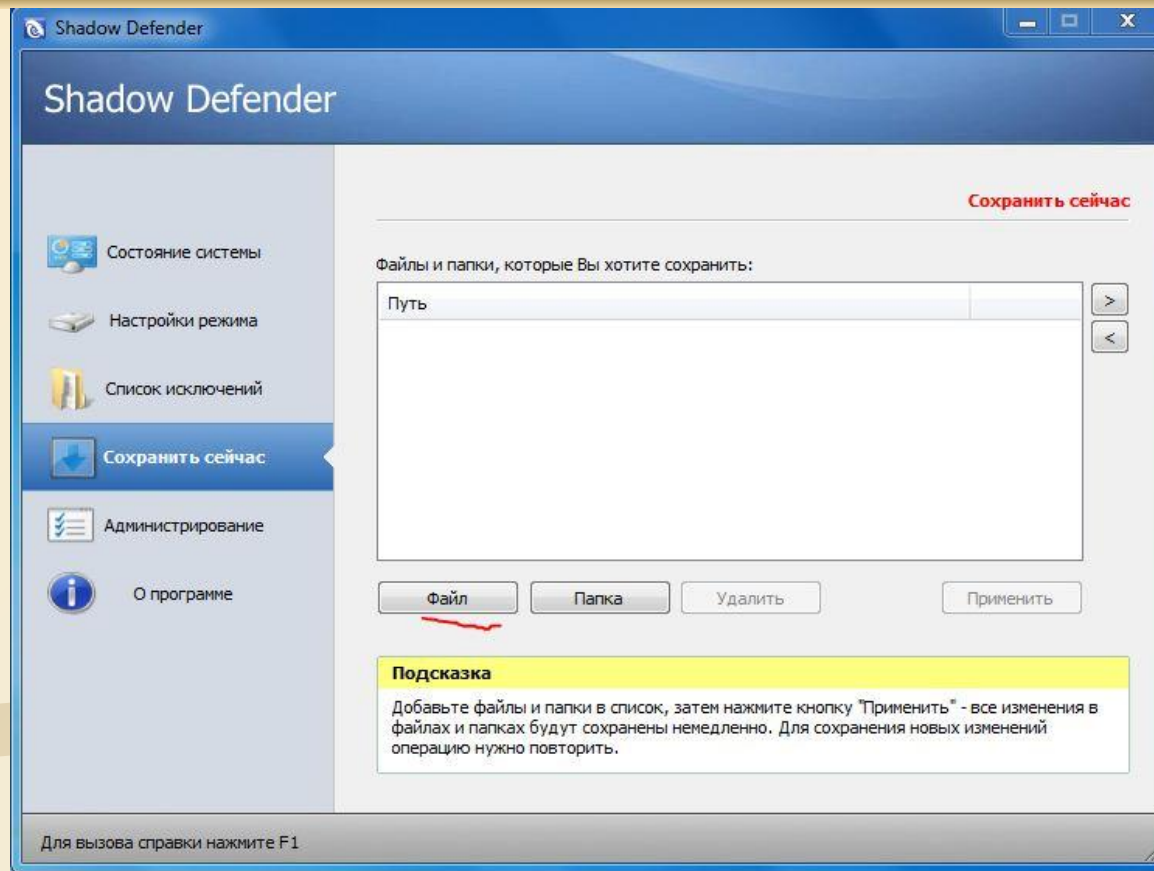 Shadow Defender
Shadow Defender
Состояние системы
Настройки режима
Список исключений
Сохранить сейчас
Администрирование
О программе
Сохранить сейчас
Файлы и папки, которые Вы хотите сохранить:
Путь
>
<
Файл
Папка
Удалить
Применить
Подсказка
Добавьте файлы и папки в список, затем нажмите кнопку "Применить" - все изменения в
файлах и папках будут сохранены немедленно. Для сохранения новых изменений
операцию нужно повторить.
Для вызова справки нажмите F1